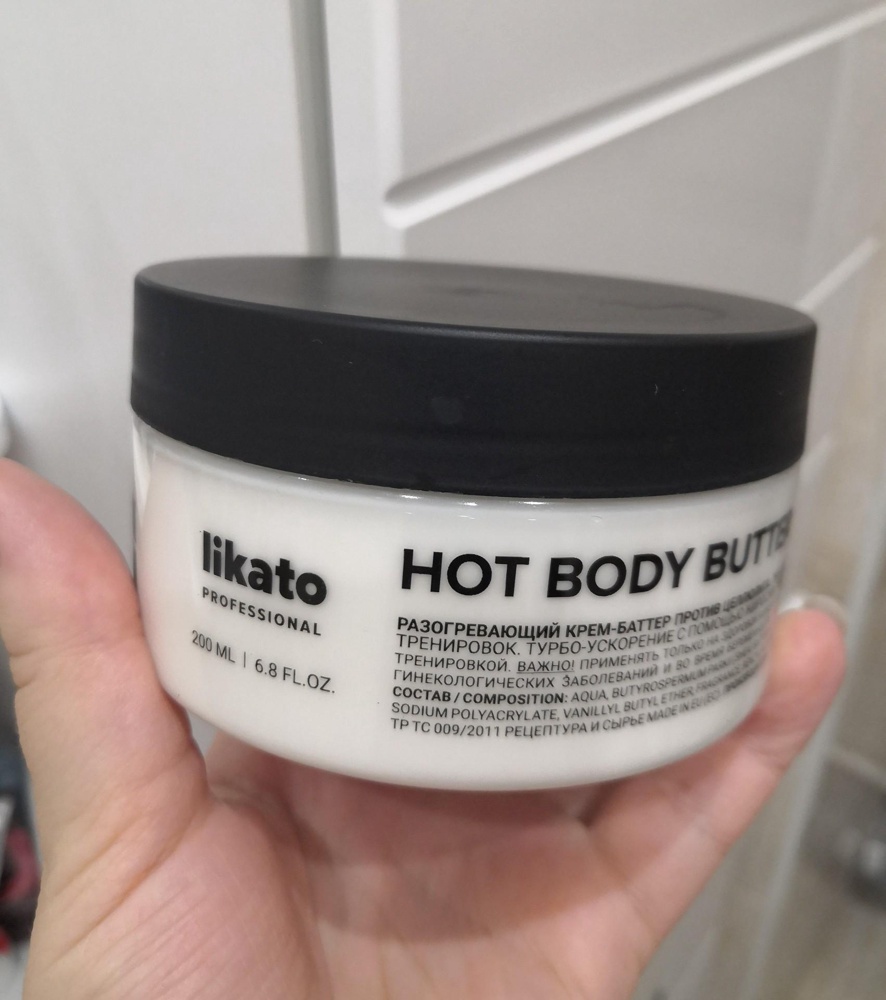 likato
PROFESSIONAL
200 ML | 6.8 FL.OZ.
HOT BODY BUTTER
РАЗОГРЕВАЮЩИЙ КРЕМ-БАТТЕР ПРОТИВ
ТРЕНИРОВОК. ТУРБО-УСКОРЕНИЕ С ПОМОЩЬЮ
ТРЕНИРОВКОЙ. ВАЖНО! ПРИМЕНЯТЬ ТОЛЬКО НА
ГИНЕКОЛОГИЧЕСКИХ ЗАБОЛЕВАНИЙ И ВО ВРЕМЯ
СОСТАВ / COMPOSITION: AQUA, BUTYROSPERMUM
SODIUM POLYACRYLATE, VANILLYL BUTYL ETHER, FRAGRANCE
ТР ТС 009/2011 РЕЦЕПТУРА И СЫРЬЕ MADE IN EU (EC)